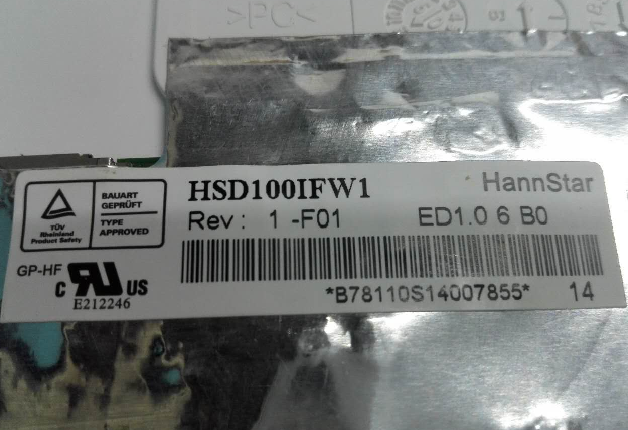 >PC<
HSD100IFW1
HannStar
Rev : 1 -F01 ED1.0 6 B0
*B78110S14007855* 14
TÜV
Rheinland
Product Safety
BAUART
GEPRÜFT
TYPE
APPROVED
GP-HF
C US
E212246